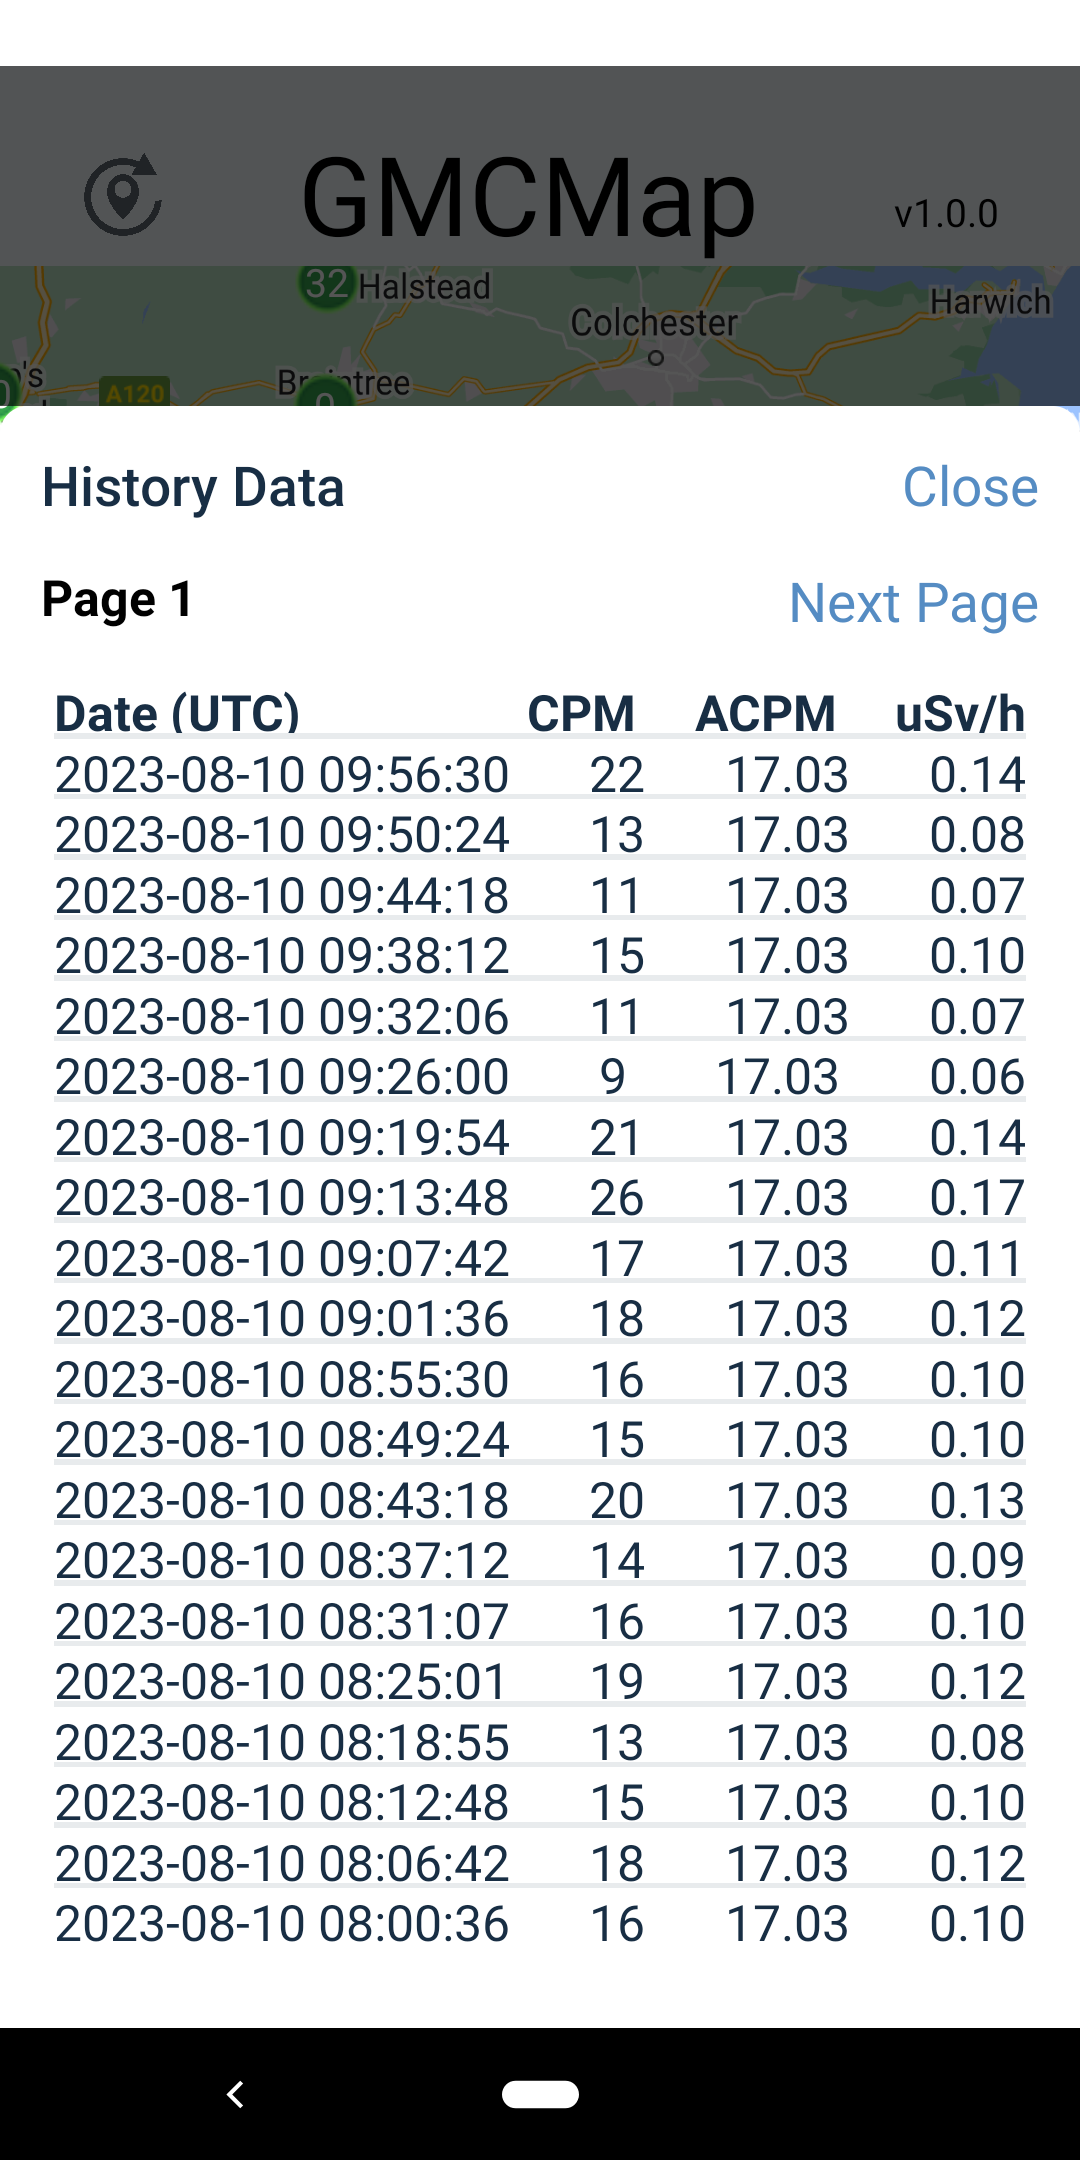 GMCMap v1.0.0
32 Halstead
Colchester
Harwich
's
A120
Braintree
0
0
History Data Close
Page 1 Next Page
Date (UTC) CPM ACPM uSv/h
2023-08-10 09:56:30 22 17.03 0.14
2023-08-10 09:50:24 13 17.03 0.08
2023-08-10 09:44:18 11 17.03 0.07
2023-08-10 09:38:12 15 17.03 0.10
2023-08-10 09:32:06 11 17.03 0.07
2023-08-10 09:26:00 9 17.03 0.06
2023-08-10 09:19:54 21 17.03 0.14
2023-08-10 09:13:48 26 17.03 0.17
2023-08-10 09:07:42 17 17.03 0.11
2023-08-10 09:01:36 18 17.03 0.12
2023-08-10 08:55:30 16 17.03 0.10
2023-08-10 08:49:24 15 17.03 0.10
2023-08-10 08:43:18 20 17.03 0.13
2023-08-10 08:37:12 14 17.03 0.09
2023-08-10 08:31:07 16 17.03 0.10
2023-08-10 08:25:01 19 17.03 0.12
2023-08-10 08:18:55 13 17.03 0.08
2023-08-10 08:12:48 15 17.03 0.10
2023-08-10 08:06:42 18 17.03 0.12
2023-08-10 08:00:36 16 17.03 0.10